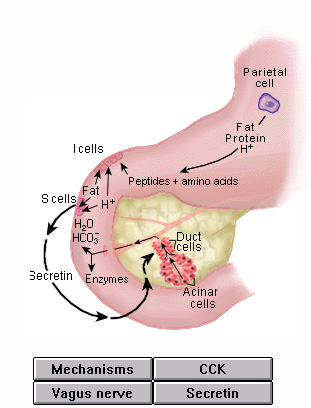 Parietal
cell
Fat
Protein
H+
I cells
Peptides + amino acids
Fat
S cells
H+
H2O
HCO3-
Duct
cells
Secretin
Enzymes
Acinar
cells
Mechanisms
CCK
Vagus nerve
Secretin